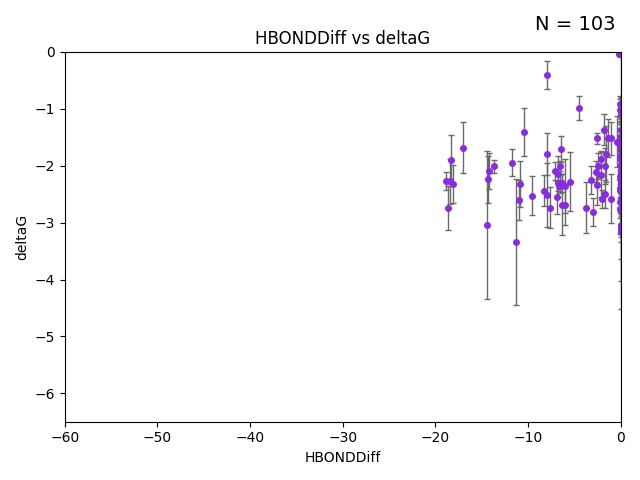 N = 103
HBONDDiff vs deltaG
0
−1
−2
−3
−4
−5
−6
deltaG
−60 −50 −40 −30 −20 −10 0
HBONDDiff